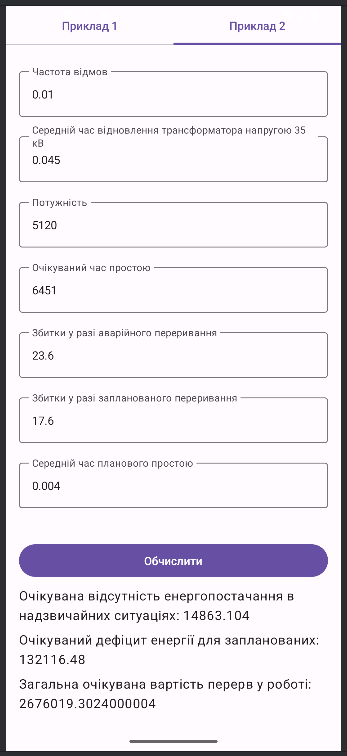 Приклад 1
Приклад 2
Частота відмов
0.01
Середній час відновлення трансформатора напругою 35
кВ
0.045
Потужність
5120
Очікуваний час простою
6451
Збитки у разі аварійного переривання
23.6
Збитки у разі запланованого переривання
17.6
Середній час планового простою
0.004
Обчислити
Очікувана відсутність енергопостачання в
надзвичайних ситуаціях: 14863.104
Очікуваний дефіцит енергії для запланованих:
132116.48
Загальна очікувана вартість перерв у роботі:
2676019.3024000004